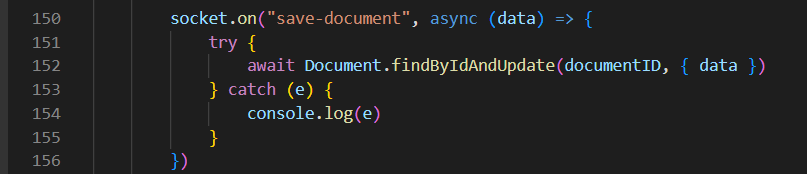 150 socket.on("save-document", async (data) => {
151 try {
152 await Document.findByIdAndUpdate(documentID, { data })
153 } catch (e) {
154 console.log(e)
155 }
156 })